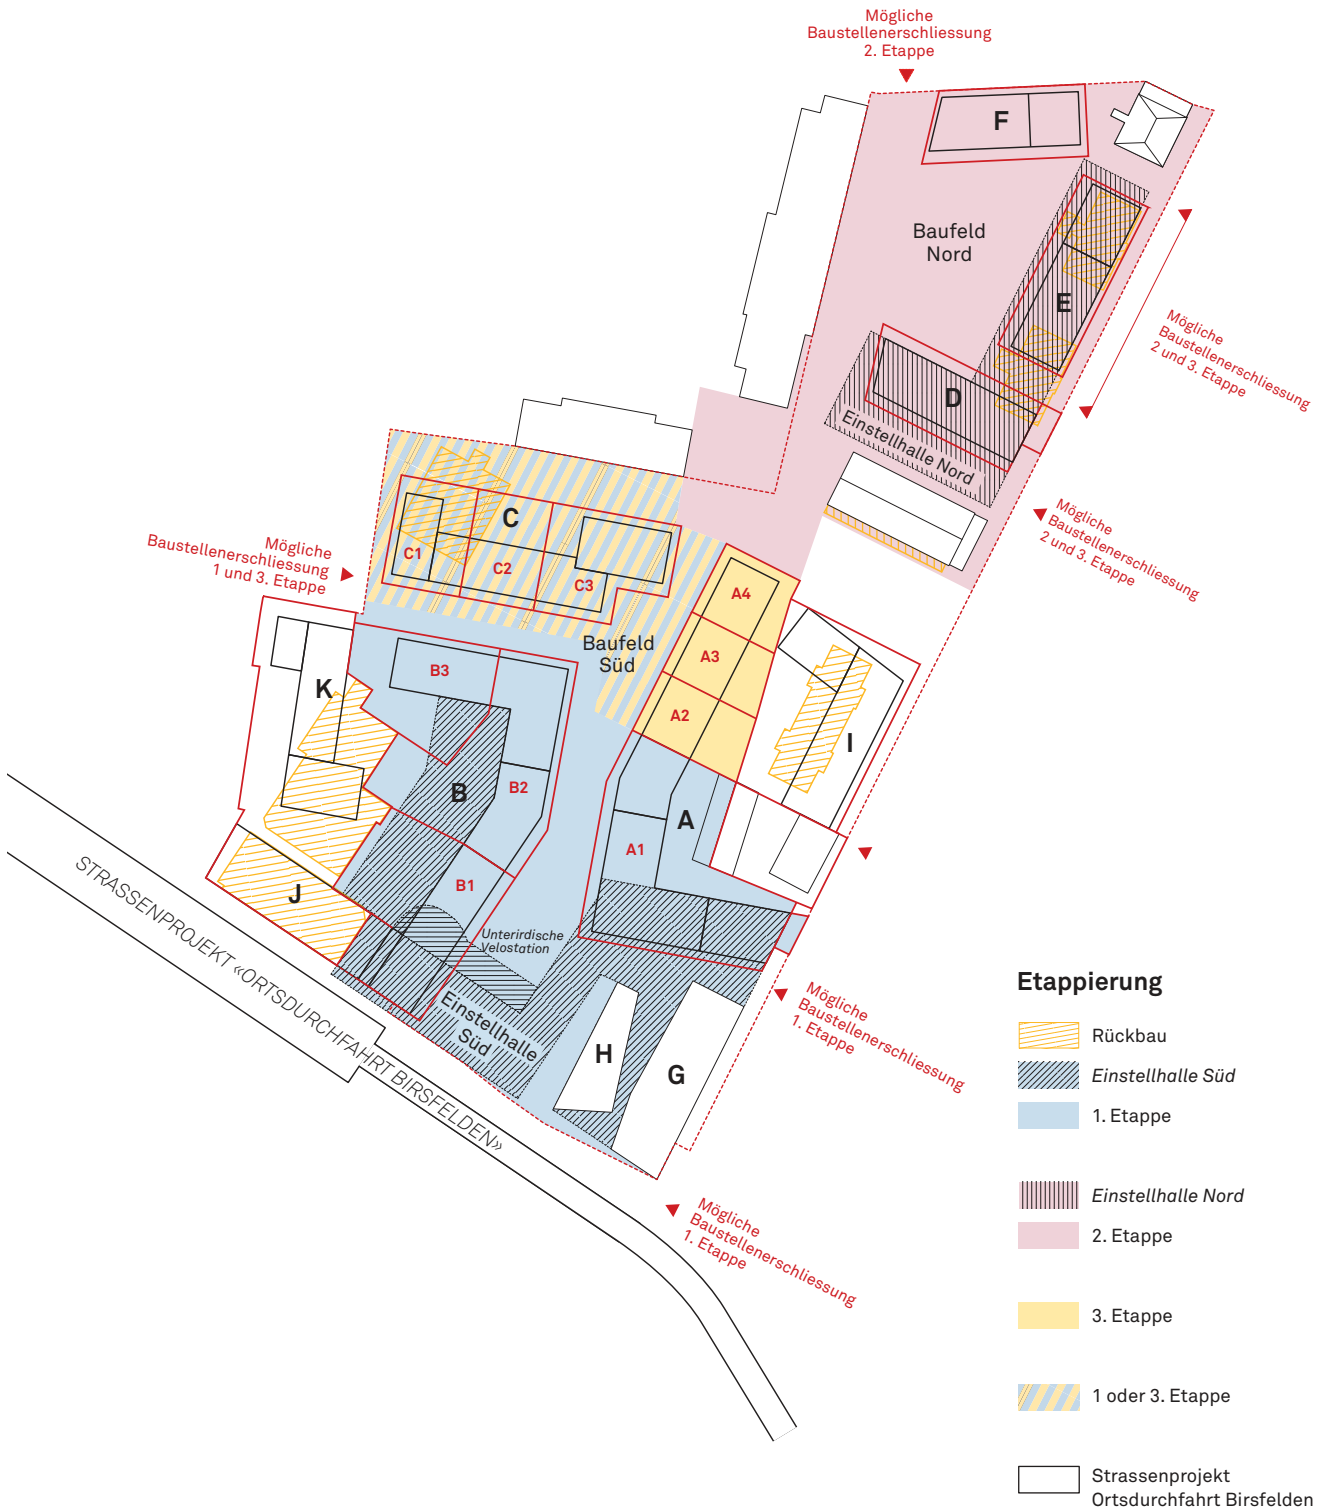 Mögliche
Baustellenerschliessung
2. Etappe
F
Baufeld
Nord
E
Mögliche
Baustellenerschliessung
2 und 3. Etappe
D
Einstellhalle Nord
Mögliche
Baustellenerschliessung
2 und 3. Etappe
C
C1
C2
C3
Mögliche
Baustellenerschliessung
1 und 3. Etappe
A4
A3
A2
Baufeld
Süd
B3
K
I
B
B2
A
A1
B1
J
Unterirdische
Velostation
Einstellhalle
Süd
H
G
Mögliche
Baustellenerschliessung
1. Etappe
Mögliche
Baustellenerschliessung
1. Etappe
STRASSENPROJEKT «ORTSDURCHFAHRT BIRSFELDEN»
Etappierung
Rückbau
Einstellhalle Süd
1. Etappe
Einstellhalle Nord
2. Etappe
3. Etappe
1 oder 3. Etappe
Strassenprojekt
Ortsdurchfahrt Birsfelden